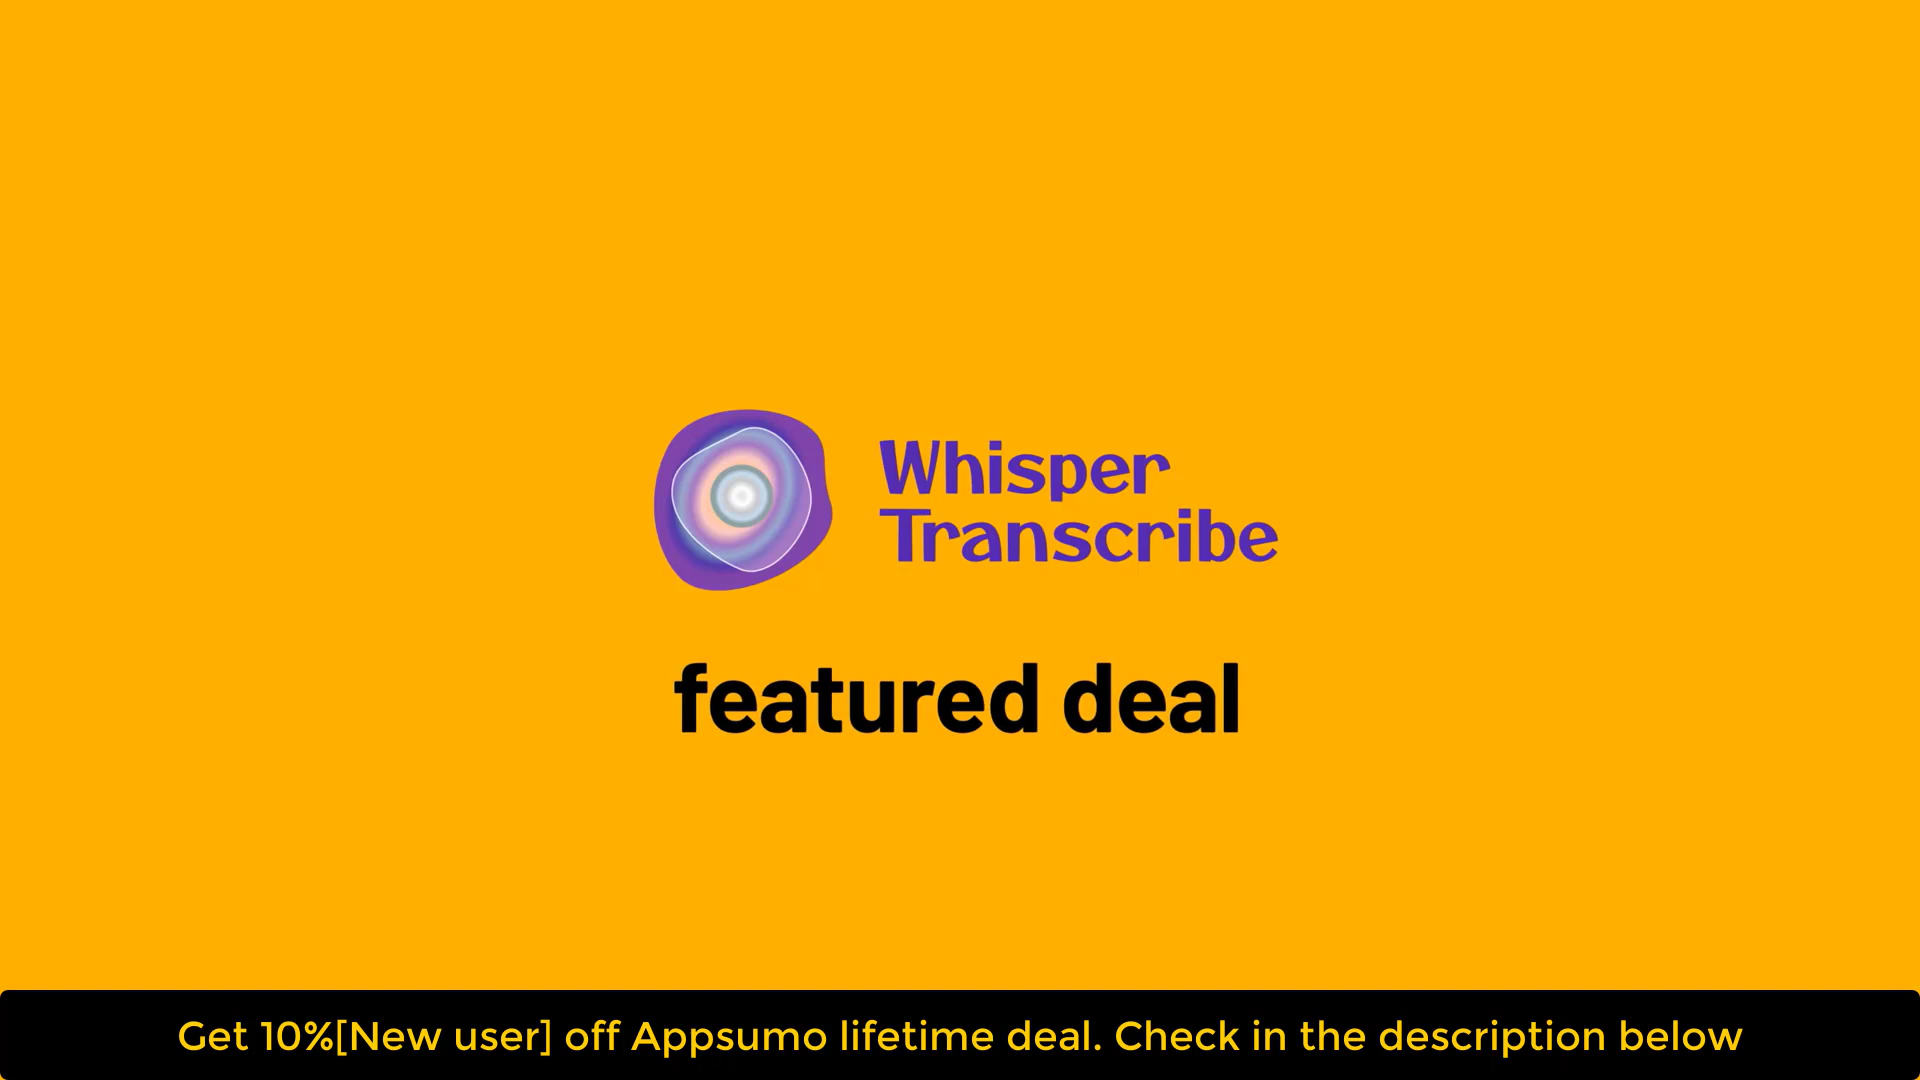 Whisper
Transcribe
featured deal
Get 10%[New user] off Appsumo lifetime deal. Check in the description below